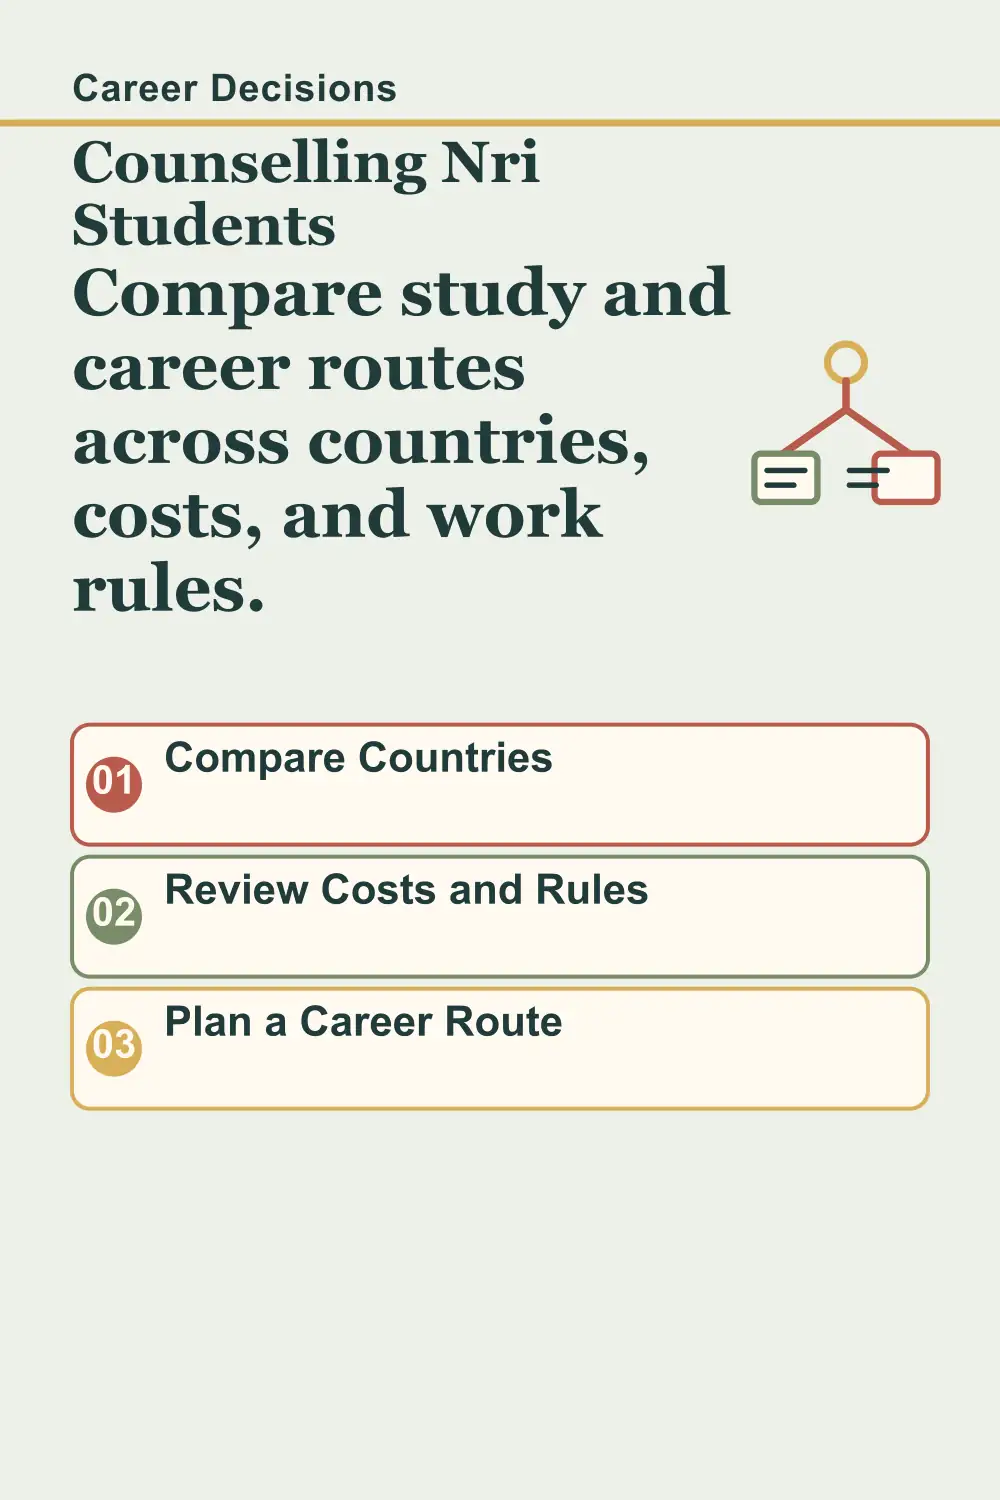 Career Decisions
Counselling Nri
Students
Compare study and
career routes
across countries,
costs, and work
rules.
01 Compare Countries
02 Review Costs and Rules
03 Plan a Career Route